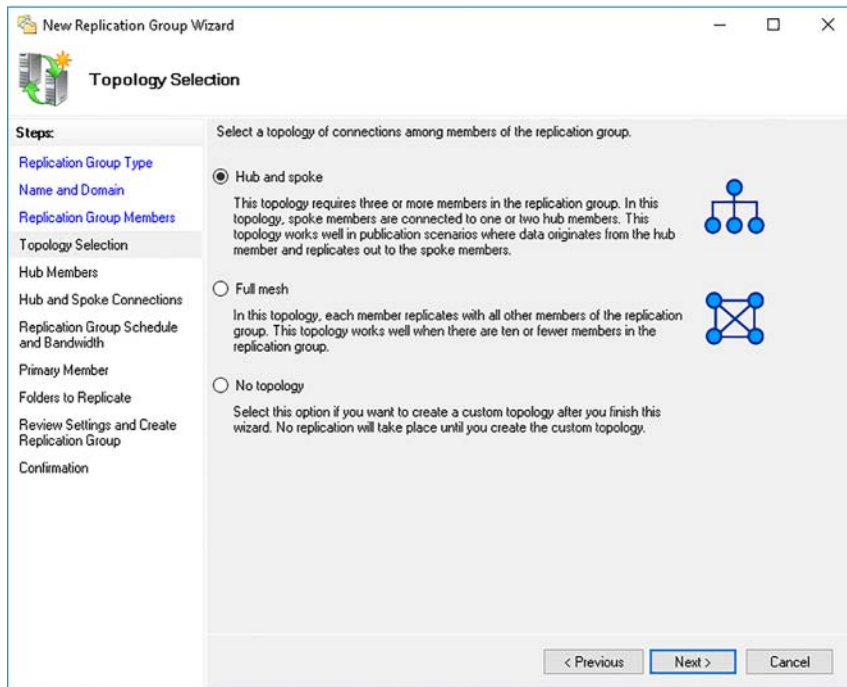 New Replication Group Wizard
Topology Selection
Steps:
Replication Group Type
Name and Domain
Replication Group Members
Topology Selection
Hub Members
Hub and Spoke Connections
Replication Group Schedule
and Bandwidth
Primary Member
Folders to Replicate
Review Settings and Create
Replication Group
Confirmation
Select a topology of connections among members of the replication group.
Hub and spoke
This topology requires three or more members in the replication group. In this
topology, spoke members are connected to one or two hub members. This
topology works well in publication scenarios where data originates from the hub
member and replicates out to the spoke members.
Full mesh
In this topology, each member replicates with all other members of the replication
group. This topology works well when there are ten or fewer members in the
replication group.
No topology
Select this option if you want to create a custom topology after you finish this
wizard. No replication will take place until you create the custom topology.
< Previous
Next >
Cancel